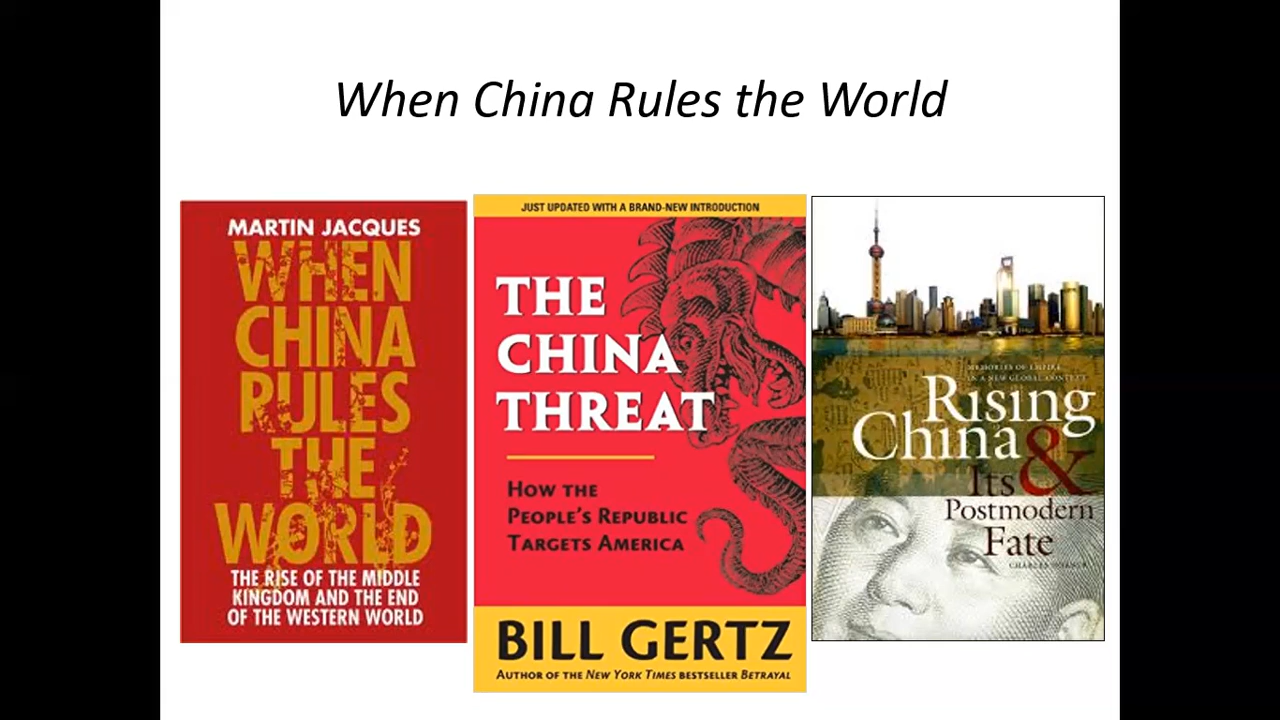 When China Rules the World
MARTIN JACQUES
WHEN
CHINA
RULES
THE
WORLD
THE RISE OF THE MIDDLE
KINGDOM AND THE END
OF THE WESTERN WORLD
JUST UPDATED WITH A BRAND-NEW INTRODUCTION
THE
CHINA
THREAT
HOW THE
PEOPLE'S REPUBLIC
TARGETS AMERICA
BILL GERTZ
AUTHOR OF THE NEW YORK TIMES BESTSELLER BETRAYAL
MEMORIES OF EMPIRE
IN A NEW GLOBAL CONTEXT
Rising
China &
Its
Postmodern
Fate
CHARLES HORNER